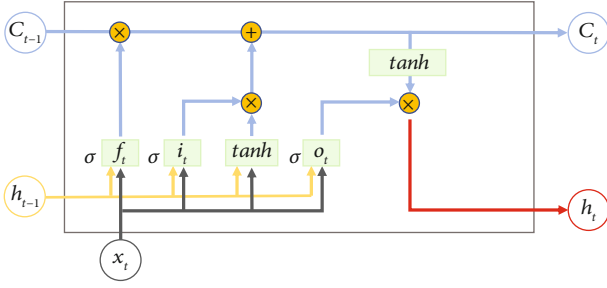 C_{t-1} × + C_t
tanh
× ×
σ f_t σ i_t tanh σ o_t
h_{t-1} h_t
x_t